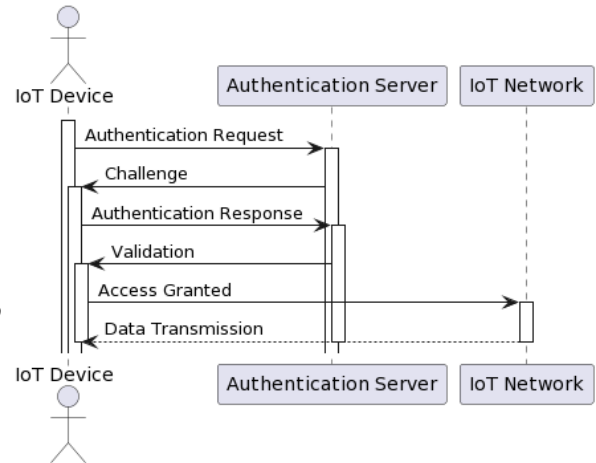 IoT Device
Authentication Server
IoT Network
Authentication Request
Challenge
Authentication Response
Validation
Access Granted
Data Transmission
IoT Device
Authentication Server
IoT Network